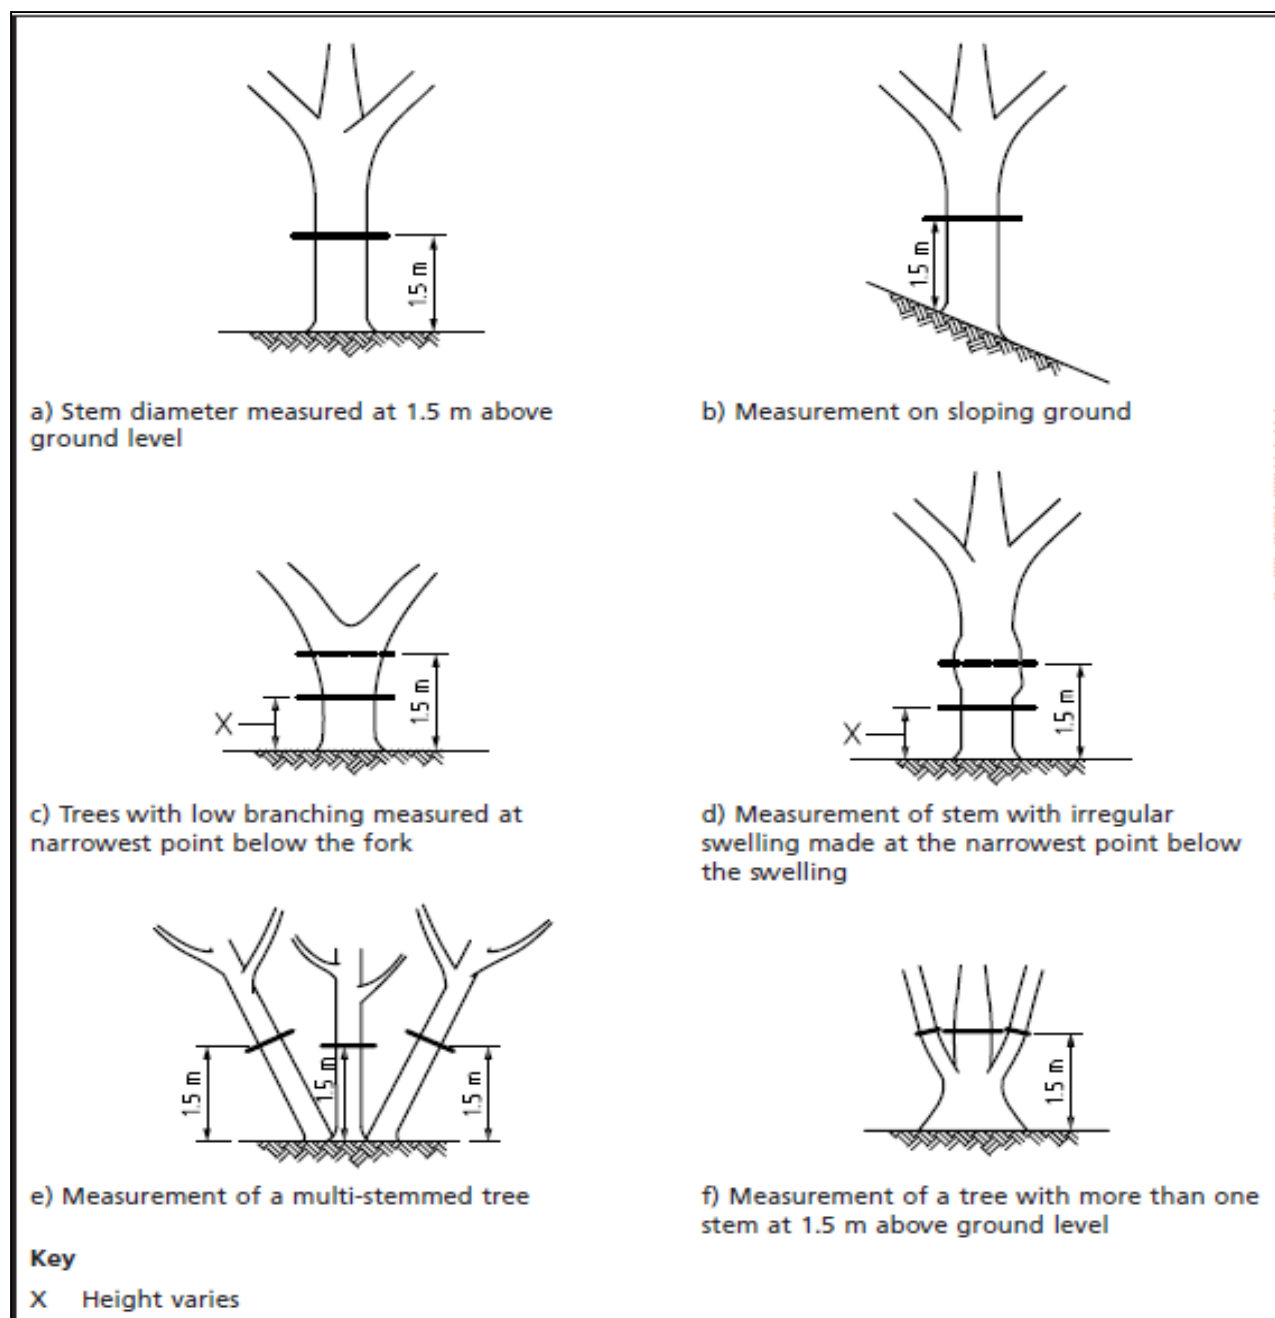 1.5 m
1.5 m
a) Stem diameter measured at 1.5 m above
ground level
b) Measurement on sloping ground
X
1.5 m
X
1.5 m
c) Trees with low branching measured at
narrowest point below the fork
d) Measurement of stem with irregular
swelling made at the narrowest point below
the swelling
1.5 m
1.5 m
1.5 m
1.5 m
e) Measurement of a multi-stemmed tree
f) Measurement of a tree with more than one
stem at 1.5 m above ground level
Key
X Height varies